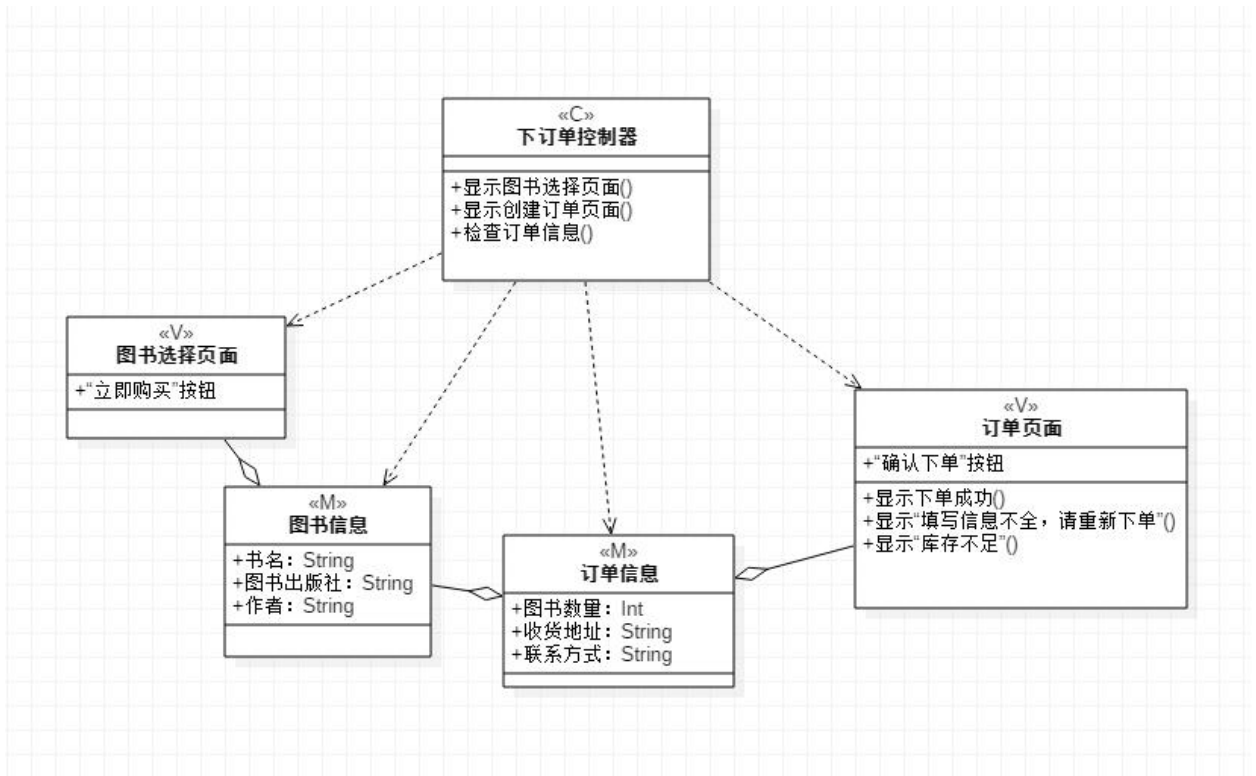 «C»
下订单控制器
+显示图书选择页面()
+显示创建订单页面()
+检查订单信息()
«V»
图书选择页面
+“立即购买”按钮
«M»
图书信息
+书名：String
+图书出版社：String
+作者：String
«M»
订单信息
+图书数量：Int
+收货地址：String
+联系方式：String
«V»
订单页面
+“确认下单”按钮
+显示下单成功()
+显示“填写信息不全，请重新下单”()
+显示“库存不足”()